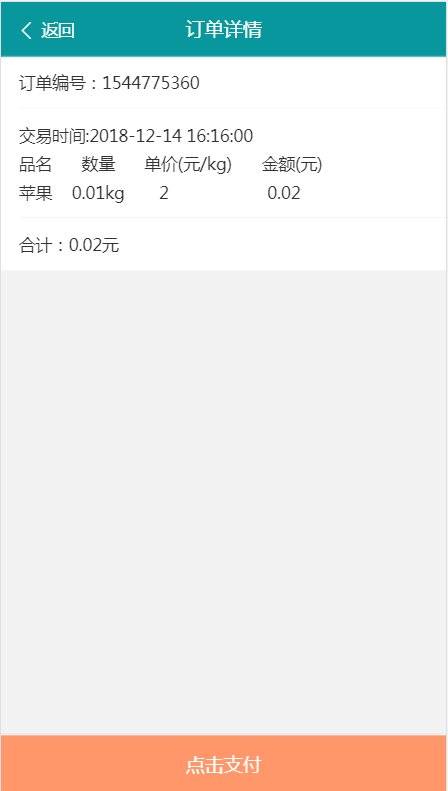 返回 订单详情
订单编号：1544775360
交易时间:2018-12-14 16:16:00
品名 数量 单价(元/kg) 金额(元)
苹果 0.01kg 2 0.02
合计：0.02元
点击支付